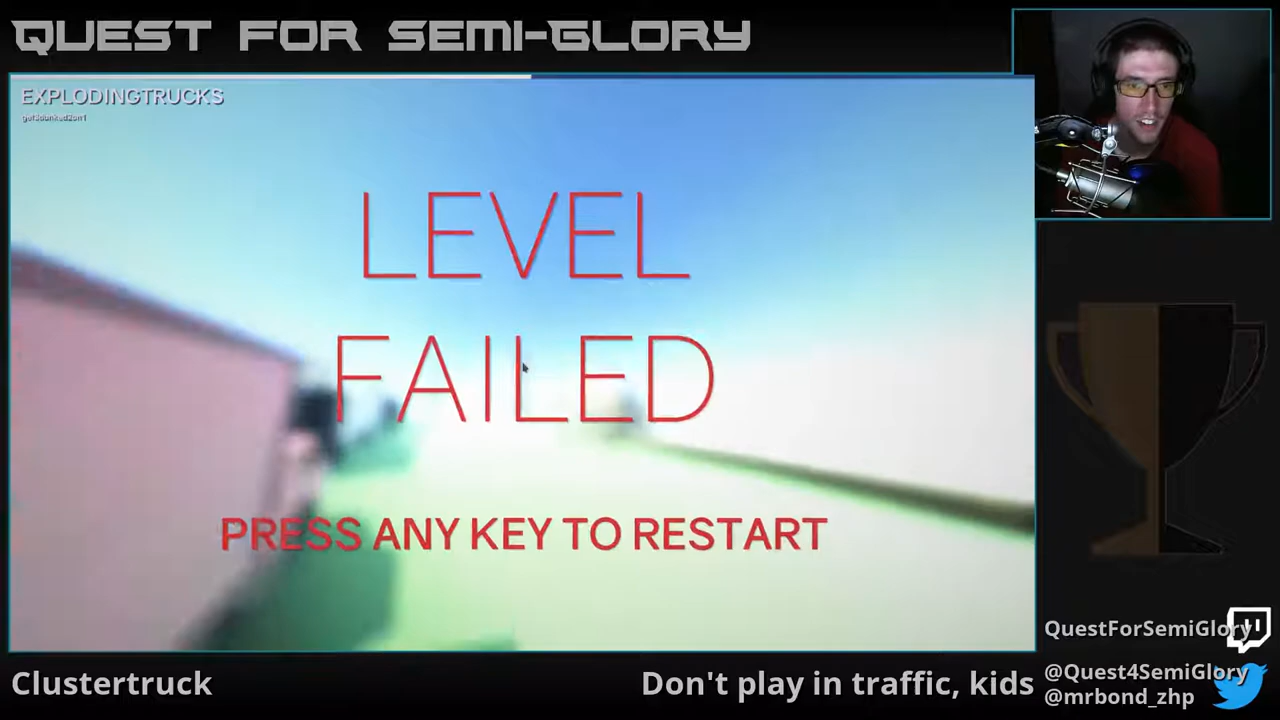 QUEST FOR SEMI-GLORY
EXPLODINGTRUCKS
LEVEL
FAILED
PRESS ANY KEY TO RESTART
QuestForSemiGlory
@Quest4SemiGlory
@mrbond_zhp
Clustertruck
Don't play in traffic, kids